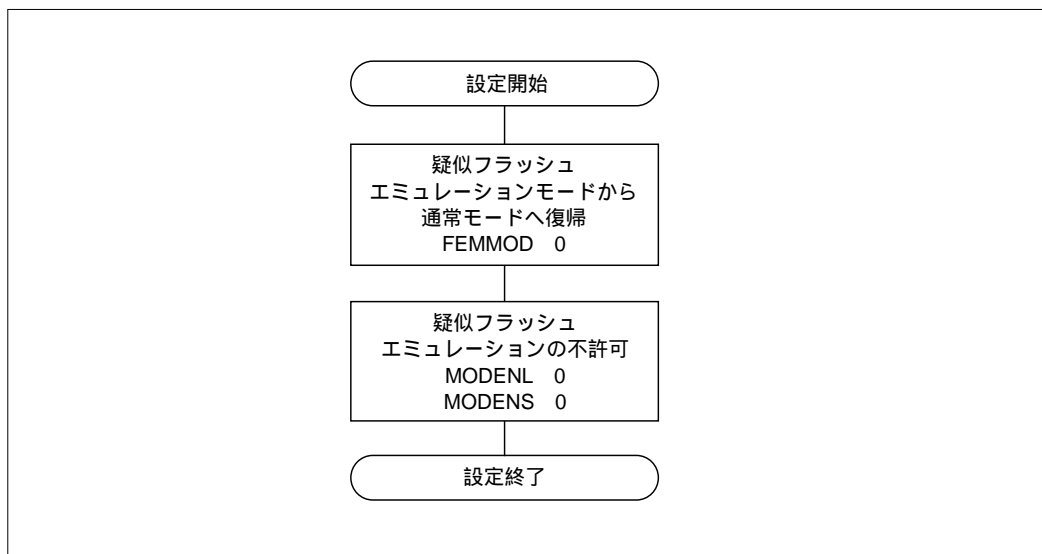 設定開始
疑似フラッシュ
エミュレーションモードから
通常モードへ復帰
FEMMOD 0
疑似フラッシュ
エミュレーションの不許可
MODENL 0
MODENS 0
設定終了